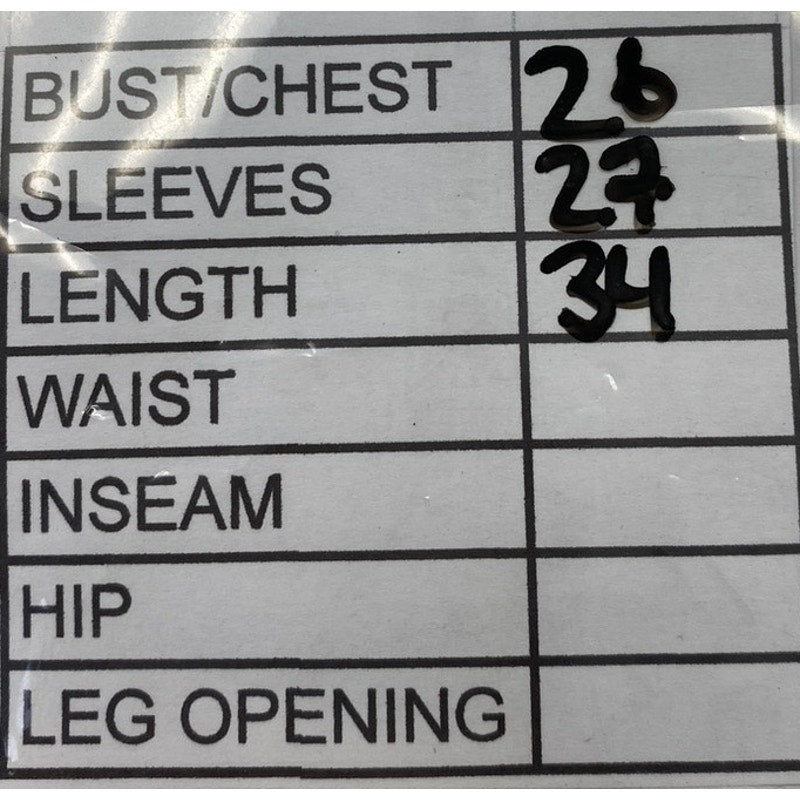 BUST/CHEST 26
SLEEVES 27
LENGTH 34
WAIST
INSEAM
HIP
LEG OPENING